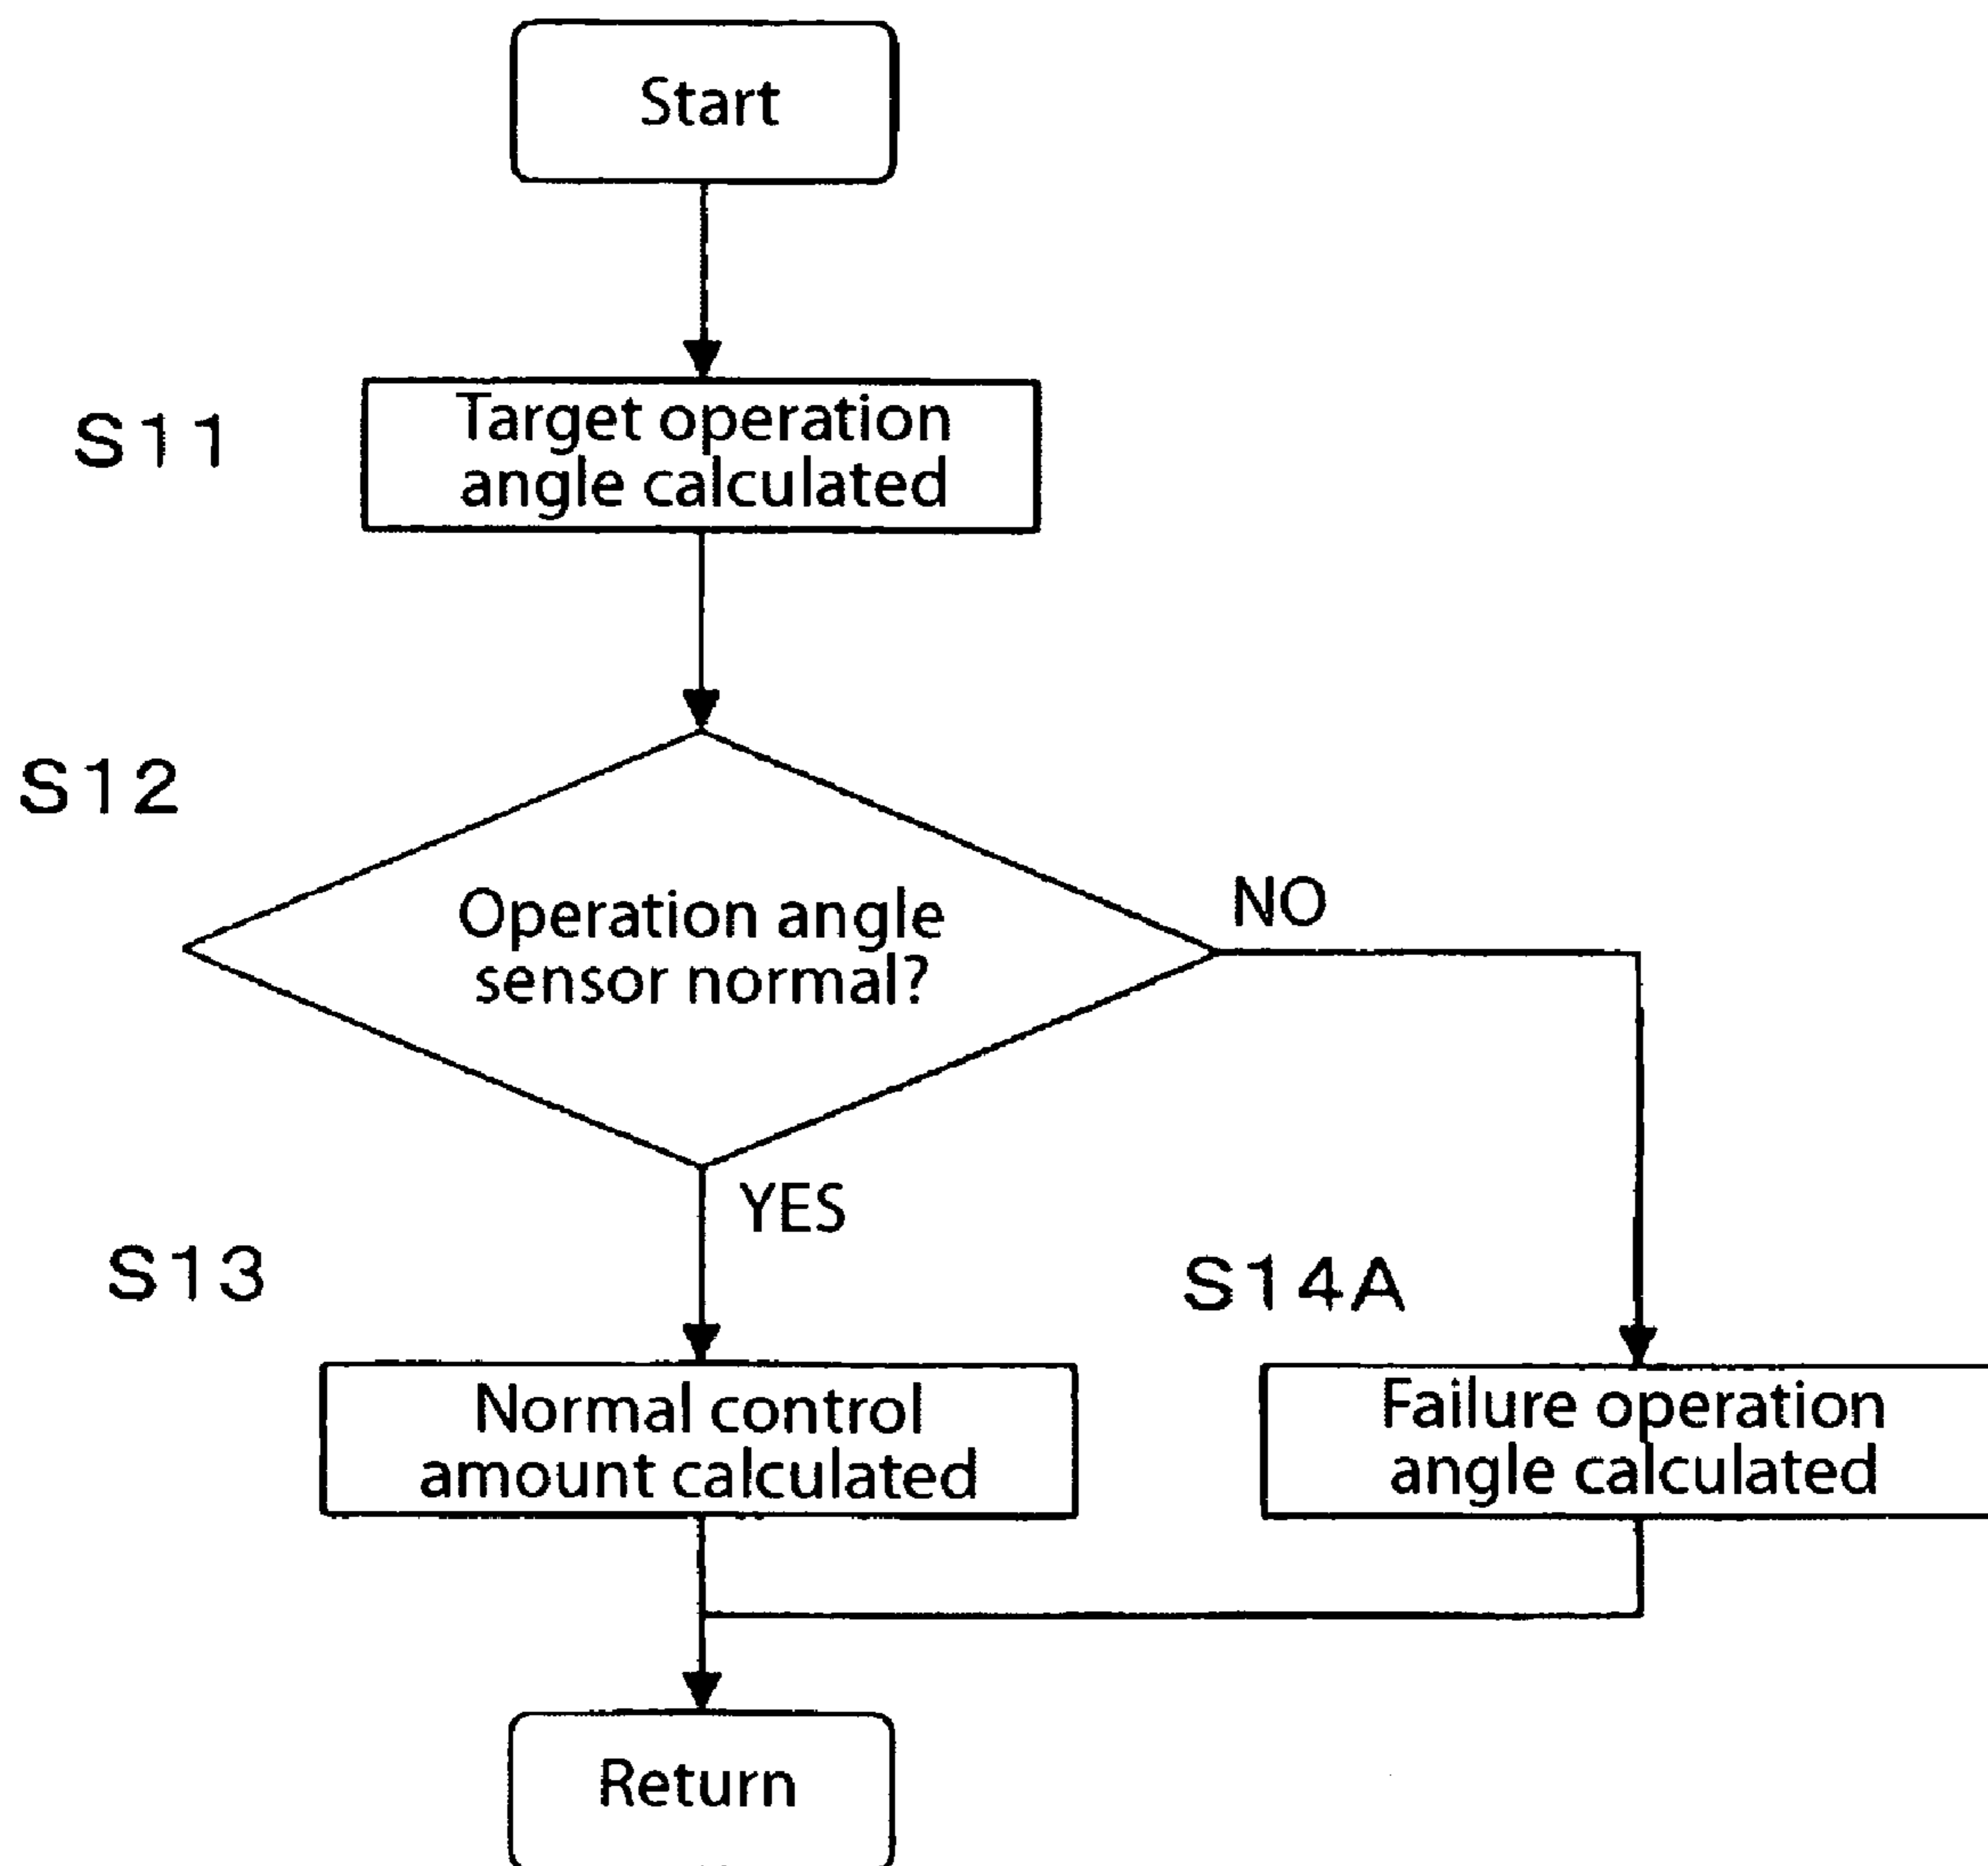 Start
S11
Target operation
angle calculated
S12
Operation angle
sensor normal?
NO
YES
S13
S14A
Normal control
amount calculated
Failure operation
angle calculated
Return